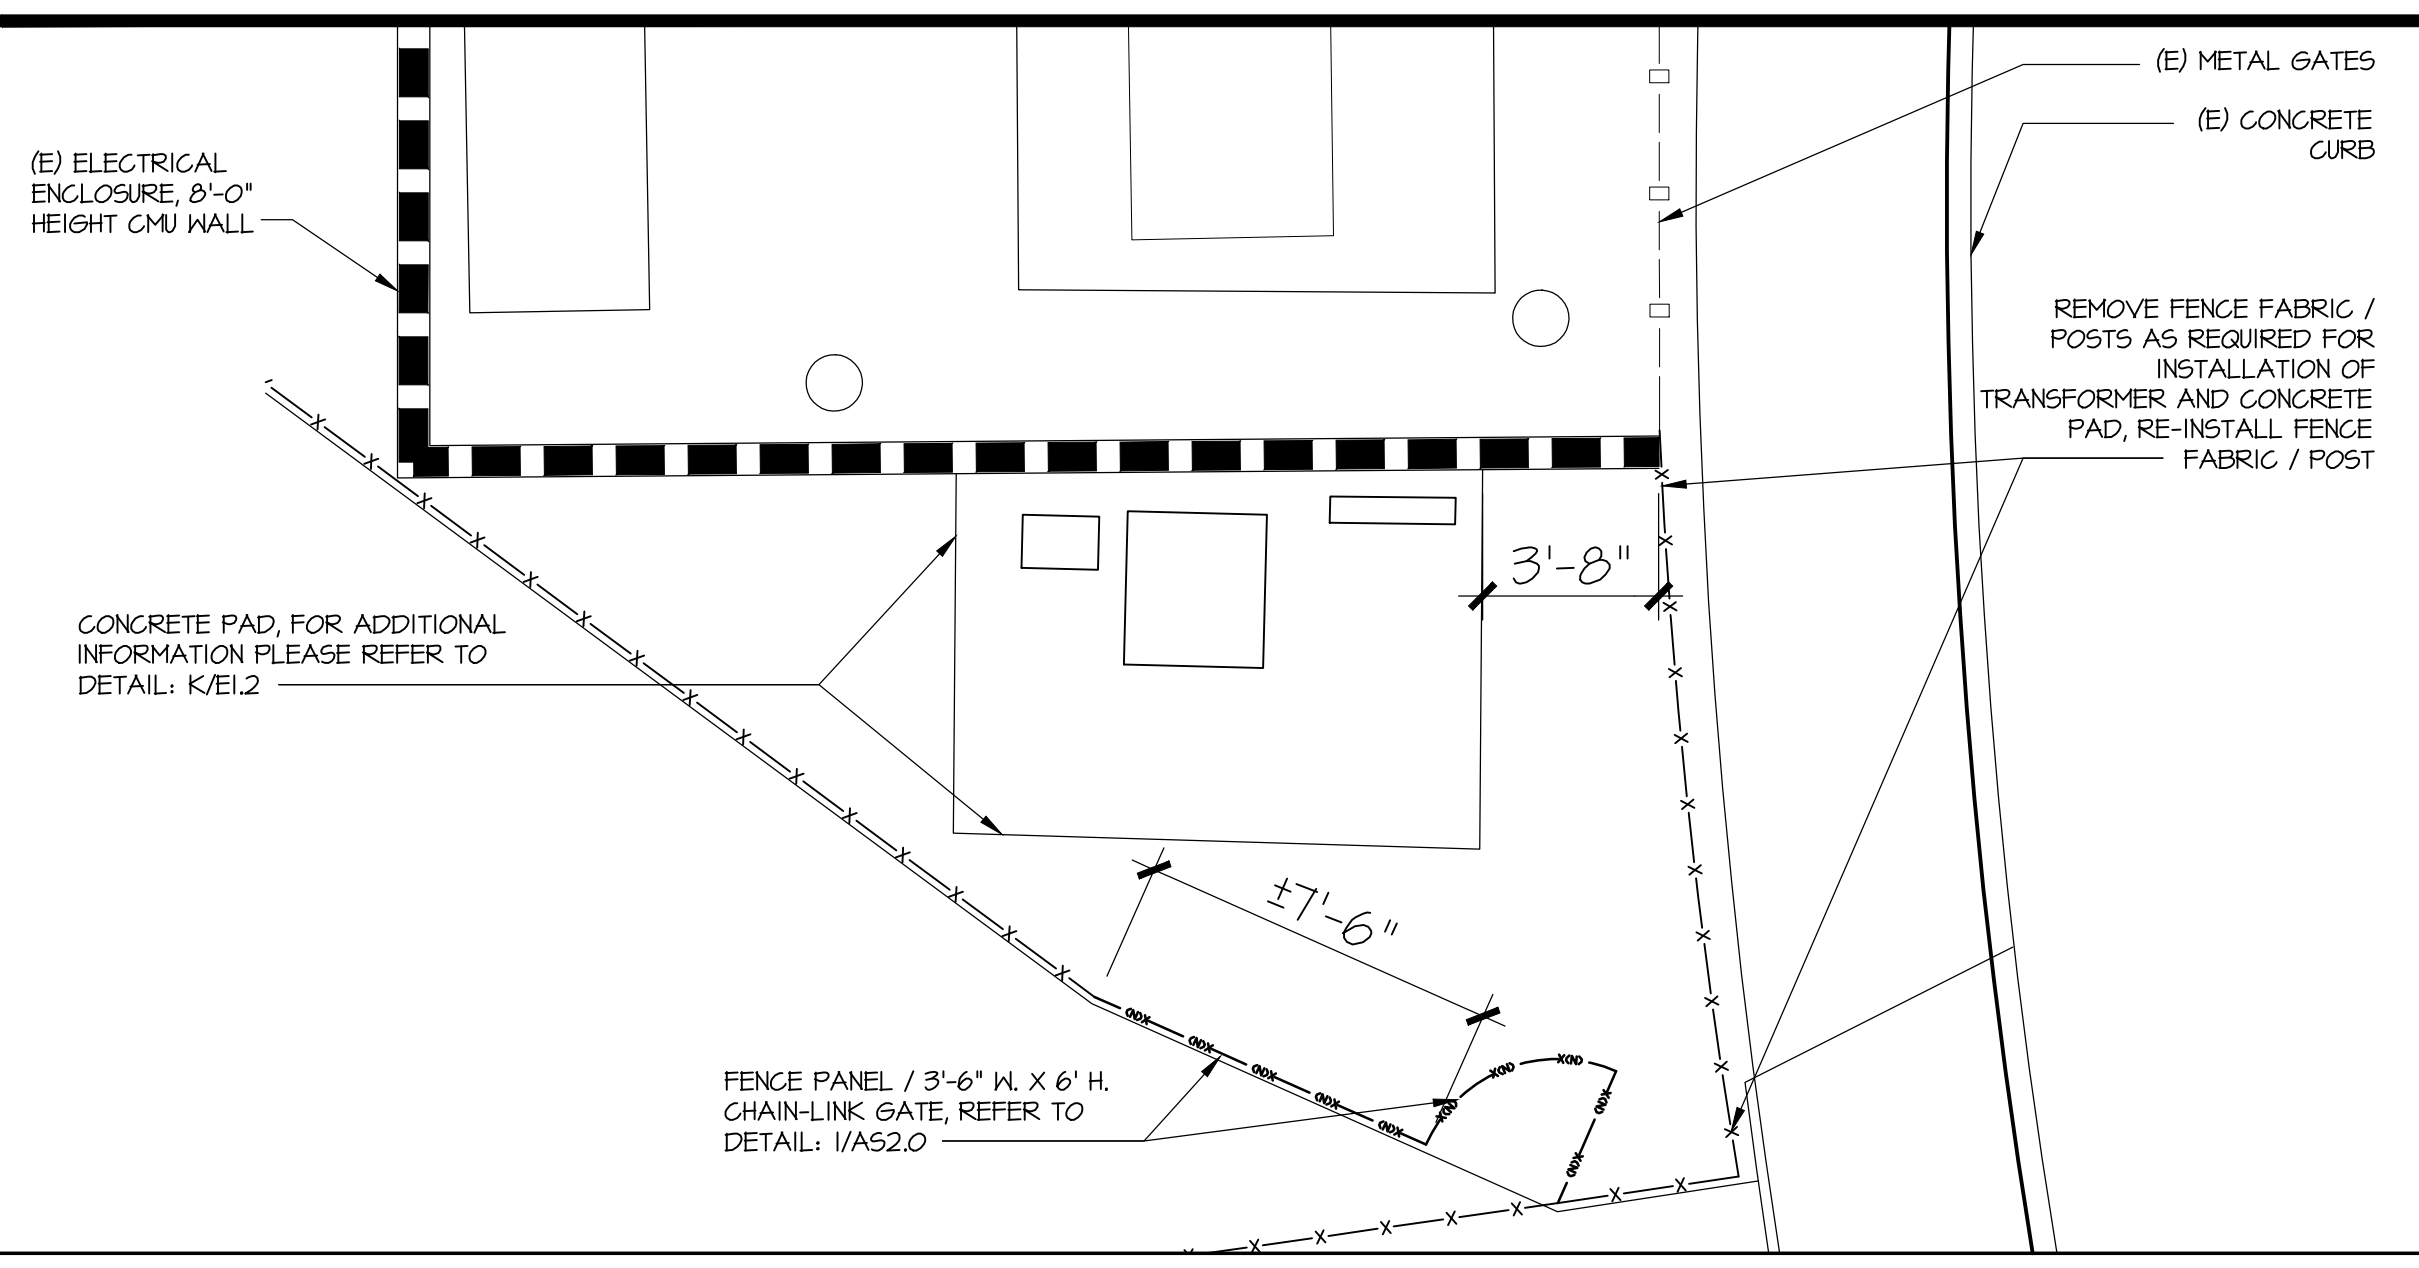 (E) METAL GATES
(E) CONCRETE
CURB
(E) ELECTRICAL
ENCLOSURE, 8'-0"
HEIGHT CMU WALL
REMOVE FENCE FABRIC /
POSTS AS REQUIRED FOR
INSTALLATION OF
TRANSFORMER AND CONCRETE
PAD, RE-INSTALL FENCE
FABRIC / POST
3'-8"
CONCRETE PAD, FOR ADDITIONAL
INFORMATION PLEASE REFER TO
DETAIL: K/E1.2
±7'-6"
FENCE PANEL / 3'-6" W. X 6' H.
CHAIN-LINK GATE, REFER TO
DETAIL: 1/AS2.0
(N)X
(N)X
(N)X
(N)X
(N)X
X(N)
X(N)
X(N)
(N)X
(N)X